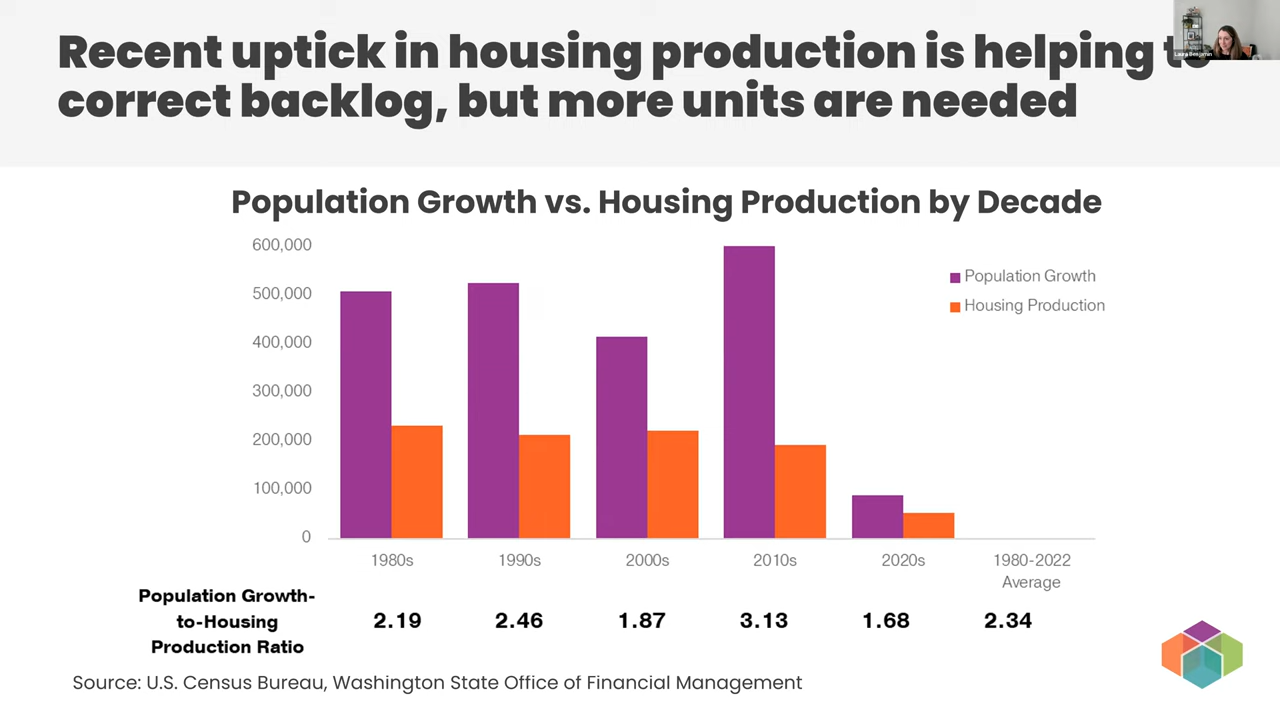 Recent uptick in housing production is helping to
correct backlog, but more units are needed
Laura Benjamin
Population Growth vs. Housing Production by Decade
600,000
500,000
400,000
300,000
200,000
100,000
0
Population Growth
Housing Production
1980s 1990s 2000s 2010s 2020s 1980-2022
Average
Population Growth-
to-Housing
Production Ratio
2.19 2.46 1.87 3.13 1.68 2.34
Source: U.S. Census Bureau, Washington State Office of Financial Management